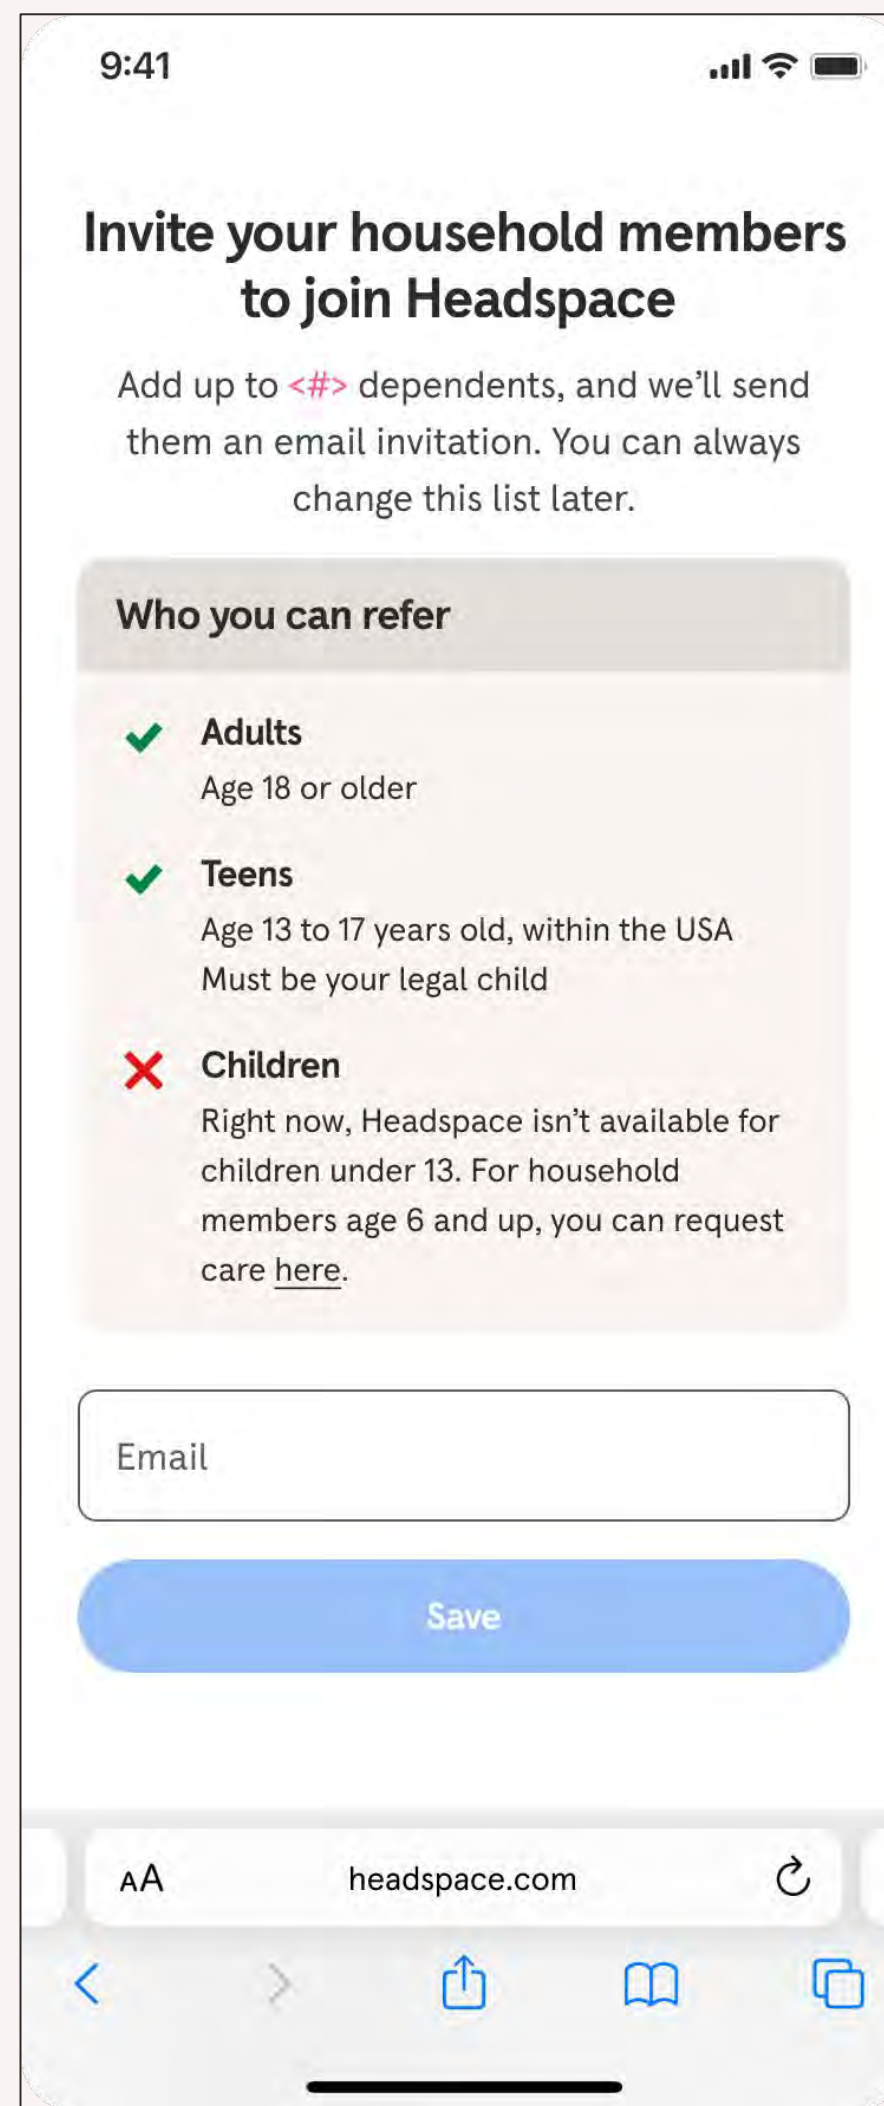 9:41
Invite your household members
to join Headspace
Add up to <#> dependents, and we’ll send
them an email invitation. You can always
change this list later.
Who you can refer
Adults
Age 18 or older
Teens
Age 13 to 17 years old, within the USA
Must be your legal child
Children
Right now, Headspace isn’t available for
children under 13. For household
members age 6 and up, you can request
care here.
Email
Save
AA headspace.com